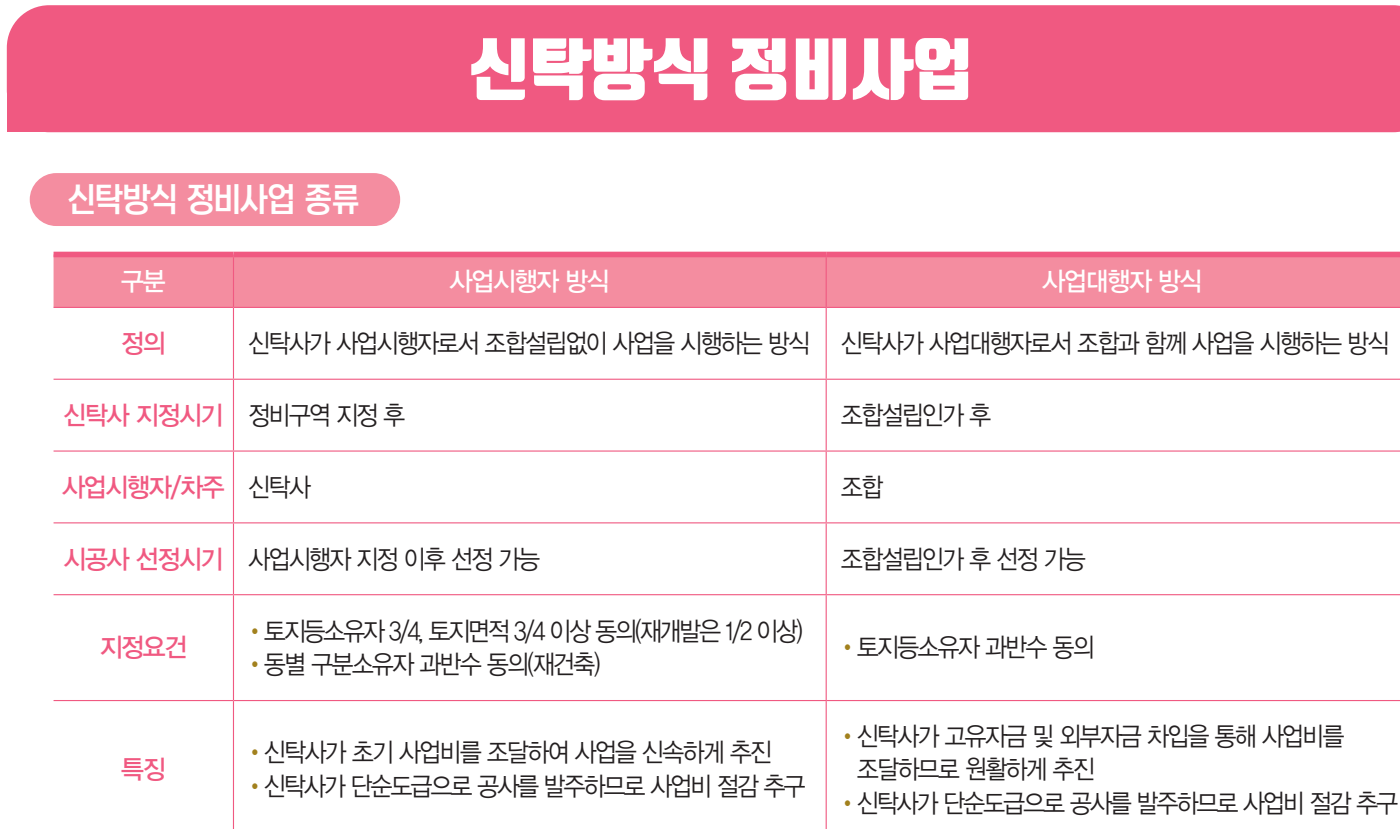 신탁방식 정비사업
신탁방식 정비사업 종류
구분 사업시행자 방식 사업대행자 방식
정의 신탁사가 사업시행자로서 조합설립없이 사업을 시행하는 방식 신탁사가 사업대행자로서 조합과 함께 사업을 시행하는 방식
신탁사 지정시기 정비구역 지정 후 조합설립인가 후
사업시행자/차주 신탁사 조합
시공사 선정시기 사업시행자 지정 이후 선정 가능 조합설립인가 후 선정 가능
지정요건
• 토지등소유자 3/4, 토지면적 3/4 이상 동의(재개발은 1/2 이상)
• 동별 구분소유자 과반수 동의(재건축)
• 토지등소유자 과반수 동의
특징
• 신탁사가 초기 사업비를 조달하여 사업을 신속하게 추진
• 신탁사가 단순도급으로 공사를 발주하므로 사업비 절감 추구
• 신탁사가 고유자금 및 외부자금 차입을 통해 사업비를
조달하므로 원활하게 추진
• 신탁사가 단순도급으로 공사를 발주하므로 사업비 절감 추구